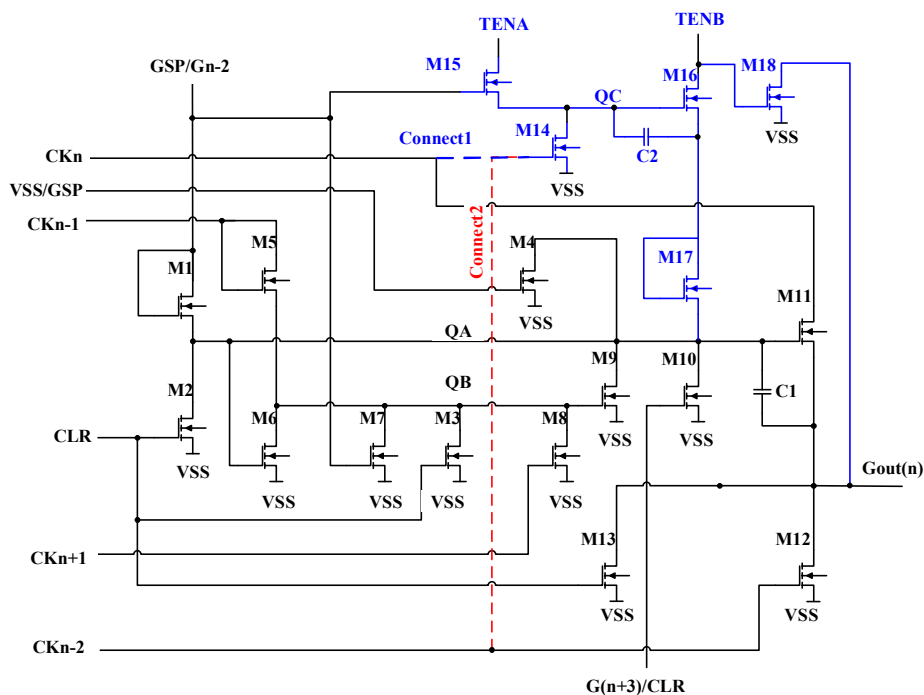 TENA
TENB
GSP/Gn-2
M15
M16
M18
QC
VSS
M14
Connect1
C2
CKn
VSS
VSS/GSP
CKn-1
M5
M4
Connect2
M17
M1
M11
VSS
QA
M9
M10
M2
QB
C1
M6
M7
M3
M8
VSS
VSS
CLR
VSS
Gout(n)
VSS
VSS
VSS
VSS
M13
M12
CKn+1
VSS
VSS
CKn-2
G(n+3)/CLR